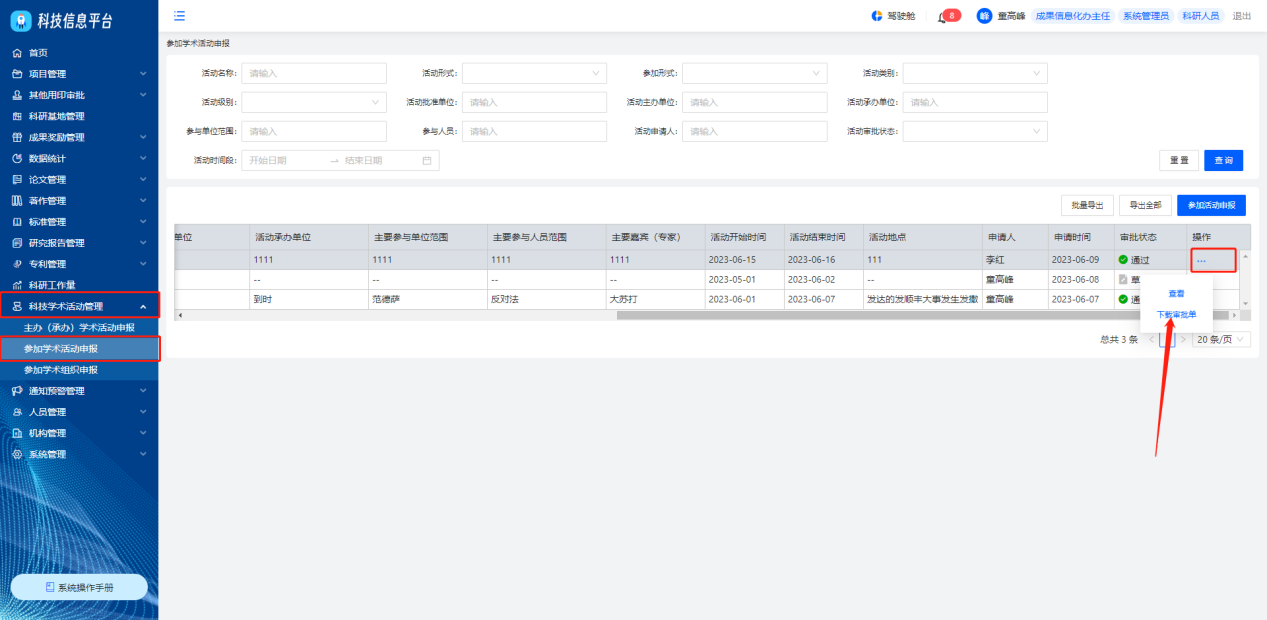 科技信息平台
驾驶舱
8
峰
童高峰
成果信息化办主任
系统管理员
科研人员
退出
首页
项目管理
其他用印审批
科研基地管理
成果奖励管理
数据统计
论文管理
著作管理
标准管理
研究报告管理
专利管理
科研工作量
科技学术活动管理
主办（承办）学术活动申报
参加学术活动申报
参加学术组织申报
通知预警管理
人员管理
机构管理
系统管理
系统操作手册
参加学术活动申报
活动名称: 请输入 活动形式: 参加形式: 活动类别:
活动级别: 活动批准单位: 请输入 活动主办单位: 请输入 活动承办单位: 请输入
参与单位范围: 请输入 参与人员: 请输入 活动申请人: 请输入 活动审批状态:
活动时间段: 开始日期 → 结束日期 重置 查询
批量导出 导出全部 参加活动申报
单位 活动承办单位 主要参与单位范围 主要参与人员范围 主要嘉宾（专家） 活动开始时间 活动结束时间 活动地点 申请人 申请时间 审批状态 操作
1111 1111 1111 1111 2023-06-15 2023-06-16 111 李红 2023-06-09 通过 ...
-- -- -- -- 2023-05-01 2023-06-02 -- 童高峰 2023-06-08 草
到时 范德萨 反对法 大苏打 2023-06-01 2023-06-07 发达的发顺丰大事发生发撒 童高峰 2023-06-07 通
查看
下载审批单
总共 3 条 < 1 > 20 条/页